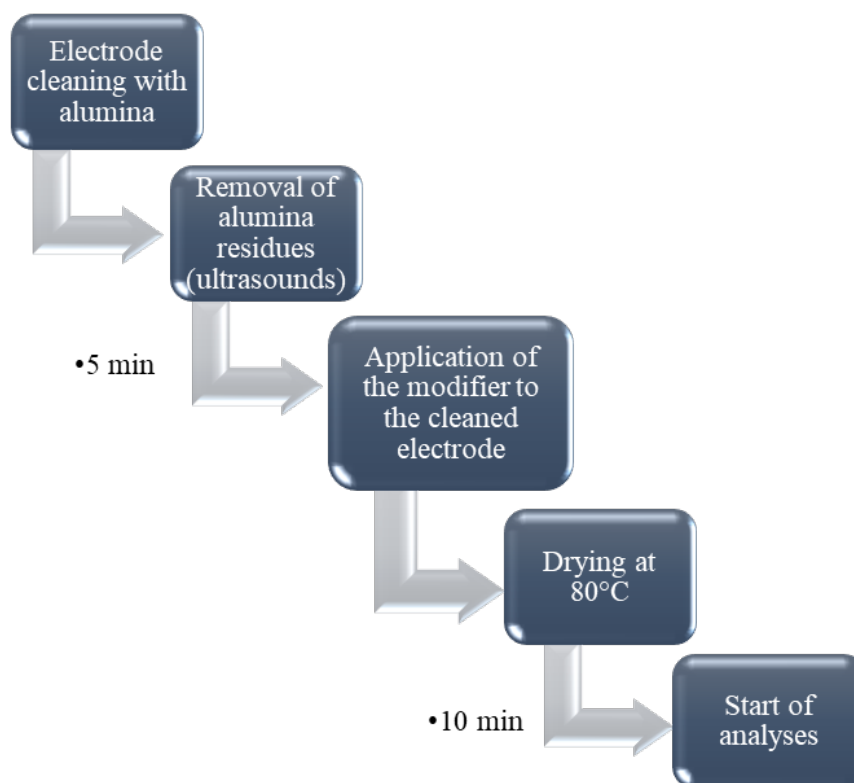 Electrode
cleaning with
alumina
Removal of
alumina
residues
(ultrasounds)
•5 min
Application of
the modifier to
the cleaned
electrode
Drying at
80°C
•10 min
Start of
analyses